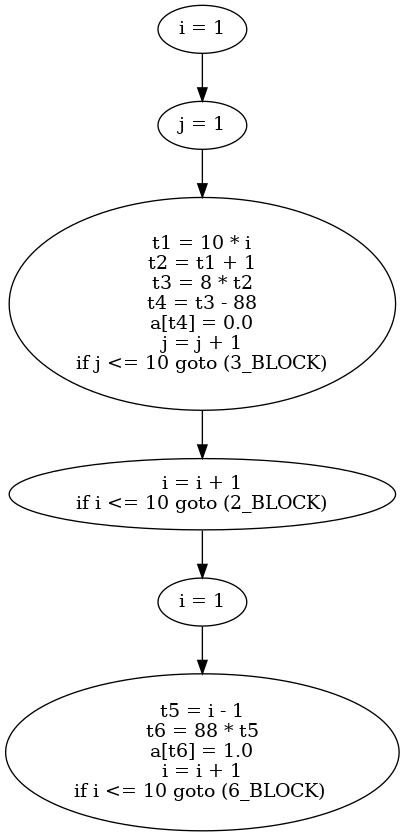 i = 1
j = 1
t1 = 10 * i
t2 = t1 + 1
t3 = 8 * t2
t4 = t3 - 88
a[t4] = 0.0
j = j + 1
if j <= 10 goto (3_BLOCK)
i = i + 1
if i <= 10 goto (2_BLOCK)
i = 1
t5 = i - 1
t6 = 88 * t5
a[t6] = 1.0
i = i + 1
if i <= 10 goto (6_BLOCK)